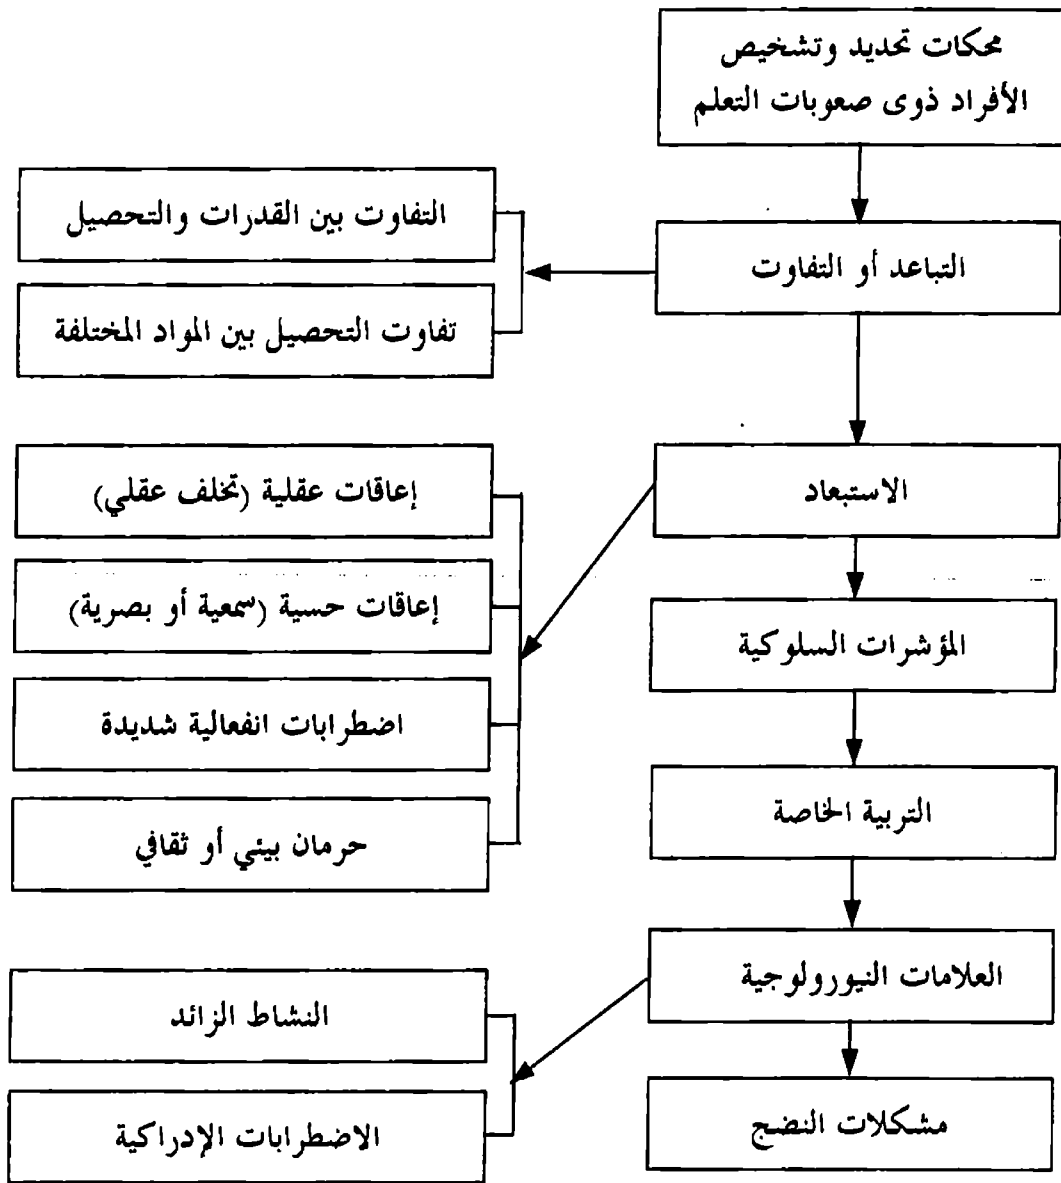 محكات تحديد وتشخيص
الأفراد ذوى صعوبات التعلم
التباعد أو التفاوت
التفاوت بين القدرات والتحصيل
تفاوت التحصيل بين المواد المختلفة
الاستبعاد
إعاقات عقلية (تخلف عقلي)
إعاقات حسية (سمعية أو بصرية)
اضطرابات انفعالية شديدة
حرمان بيئي أو ثقافي
المؤشرات السلوكية
التربية الخاصة
العلامات النيورولوجية
النشاط الزائد
الاضطرابات الإدراكية
مشكلات النضج